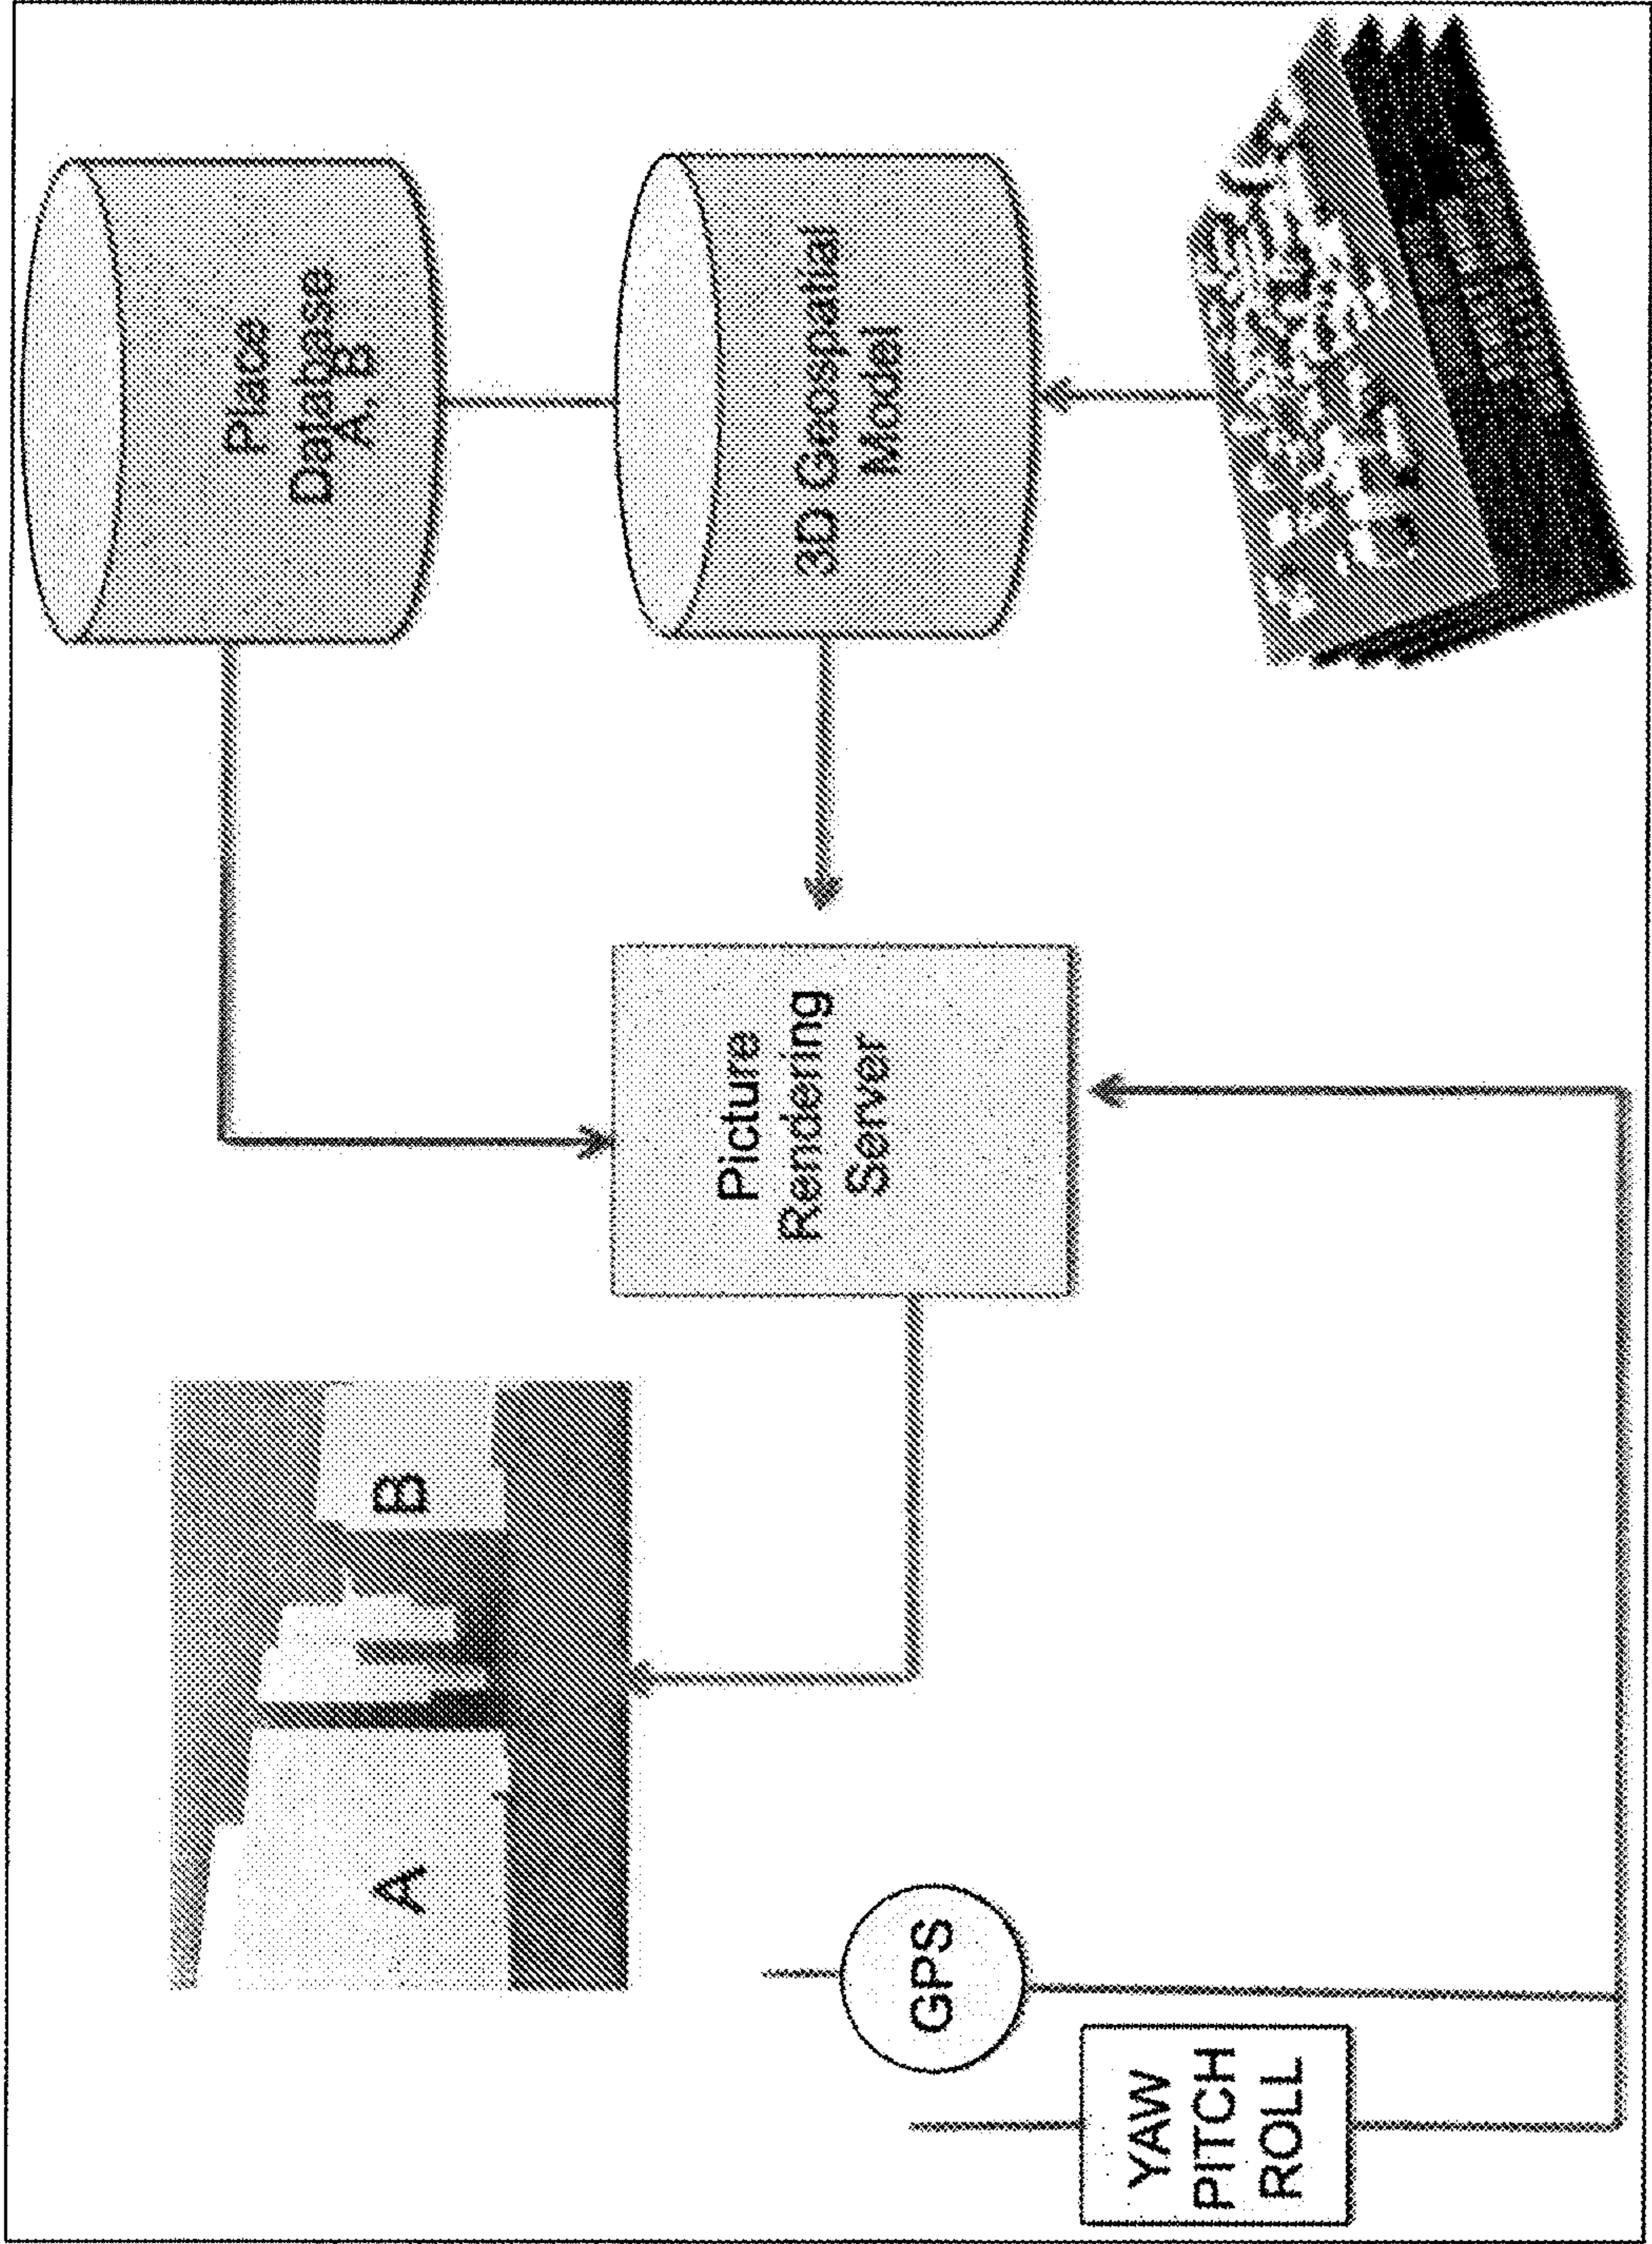 Place
Database
A, B
3D Geospatial
Model
Picture
Rendering
Server
A
B
GPS
YAW
PITCH
ROLL